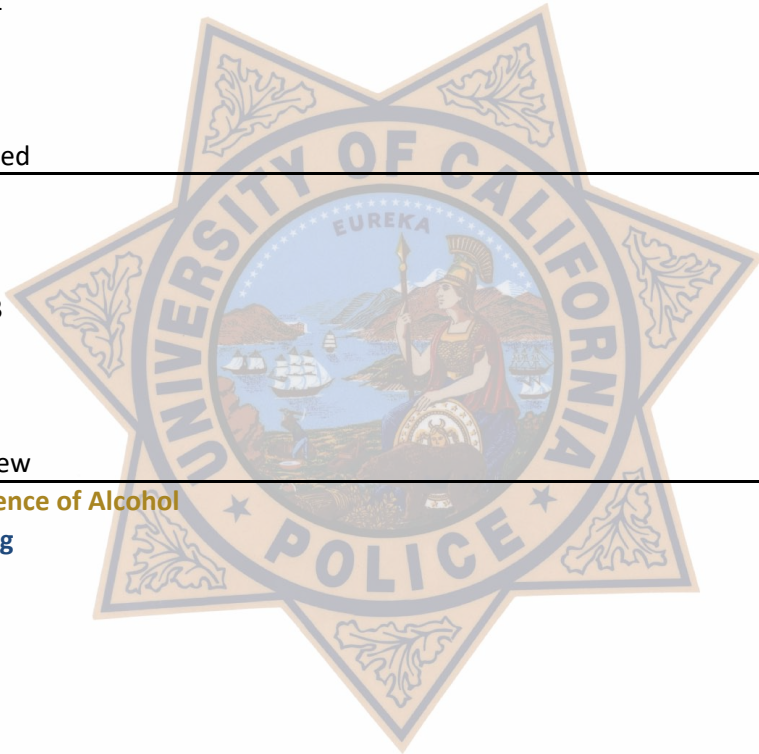 ed
ew
ence of Alcohol
g
UNIVERSITY OF CALIFORNIA
EUREKA
POLICE